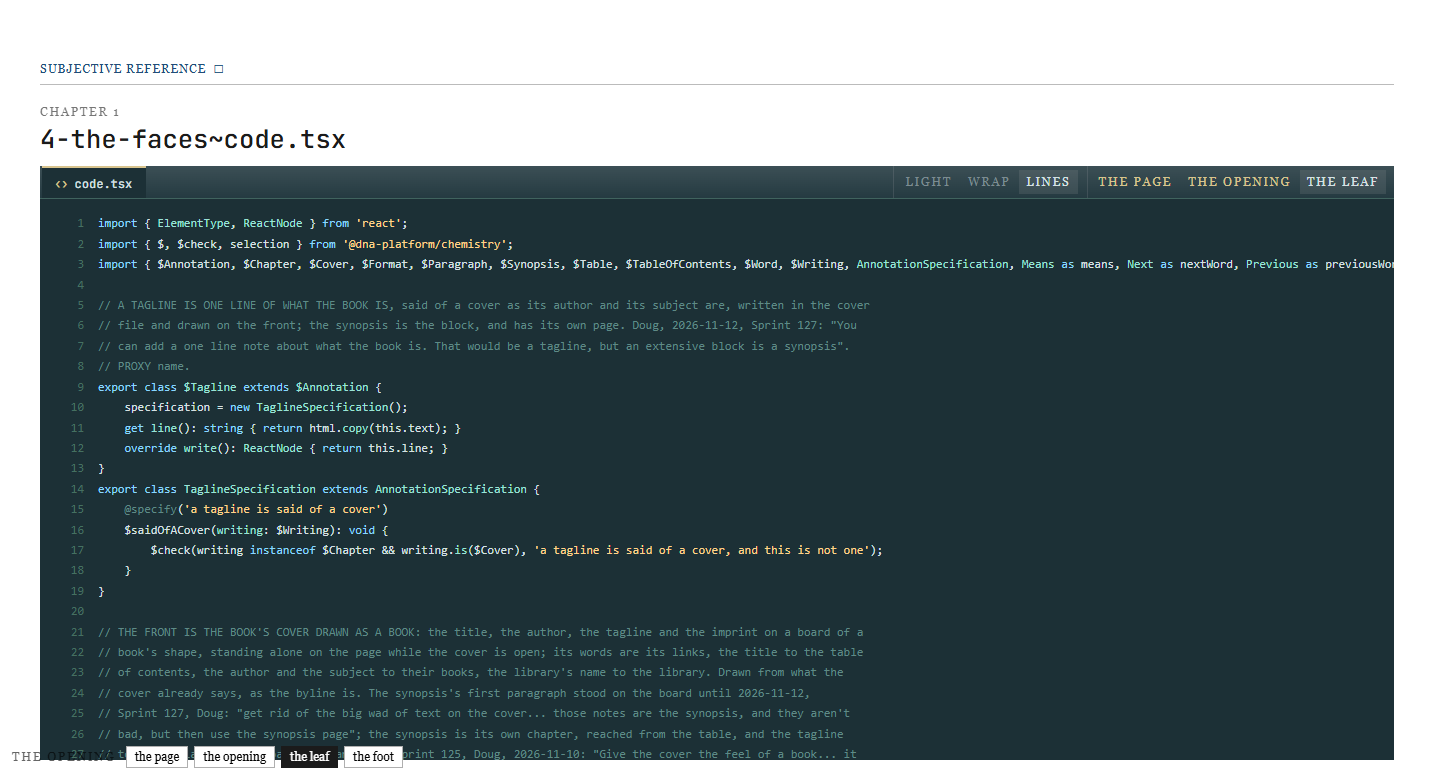 SUBJECTIVE REFERENCE □
CHAPTER 1
4-the-faces~code.tsx
<> code.tsx LIGHT WRAP LINES THE PAGE THE OPENING THE LEAF
1 import { ElementType, ReactNode } from 'react';
2 import { $, $check, selection } from '@dna-platform/chemistry';
3 import { $Annotation, $Chapter, $Cover, $Format, $Paragraph, $Synopsis, $Table, $TableOfContents, $Word, $Writing, AnnotationSpecification, Means as means, Next as nextWord, Previous as previousWor
4
5 // A TAGLINE IS ONE LINE OF WHAT THE BOOK IS, said of a cover as its author and its subject are, written in the cover
6 // file and drawn on the front; the synopsis is the block, and has its own page. Doug, 2026-11-12, Sprint 127: "You
7 // can add a one line note about what the book is. That would be a tagline, but an extensive block is a synopsis".
8 // PROXY name.
9 export class $Tagline extends $Annotation {
10 specification = new TaglineSpecification();
11 get line(): string { return html.copy(this.text); }
12 override write(): ReactNode { return this.line; }
13 }
14 export class TaglineSpecification extends AnnotationSpecification {
15 @specify('a tagline is said of a cover')
16 $saidOfACover(writing: $Writing): void {
17 $check(writing instanceof $Chapter && writing.is($Cover), 'a tagline is said of a cover, and this is not one');
18 }
19 }
20
21 // THE FRONT IS THE BOOK'S COVER DRAWN AS A BOOK: the title, the author, the tagline and the imprint on a board of a
22 // book's shape, standing alone on the page while the cover is open; its words are its links, the title to the table
23 // of contents, the author and the subject to their books, the library's name to the library. Drawn from what the
24 // cover already says, as the byline is. The synopsis's first paragraph stood on the board until 2026-11-12,
25 // Sprint 127, Doug: "get rid of the big wad of text on the cover... those notes are the synopsis, and they aren't
26 // bad, but then use the synopsis page"; the synopsis is its own chapter, reached from the table, and the tagline
27 // rint 125, Doug, 2026-11-10: "Give the cover the feel of a book... it
THE OPENING the page the opening the leaf the foot